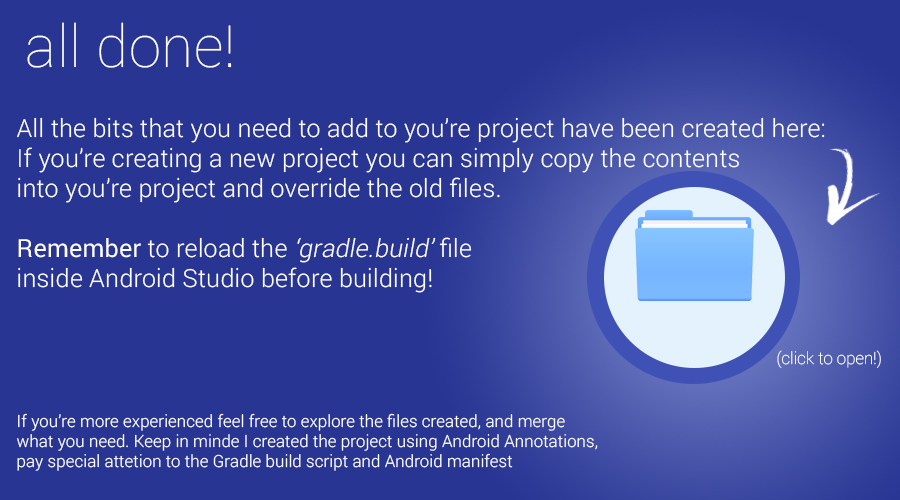 all done!
All the bits that you need to add to you're project have been created here:
If you're creating a new project you can simply copy the contents
into you're project and override the old files.
Remember to reload the ‘gradle.build’ file
inside Android Studio before building!
(click to open!)
If you're more experienced feel free to explore the files created, and merge
what you need. Keep in minde I created the project using Android Annotations,
pay special attetion to the Gradle build script and Android manifest